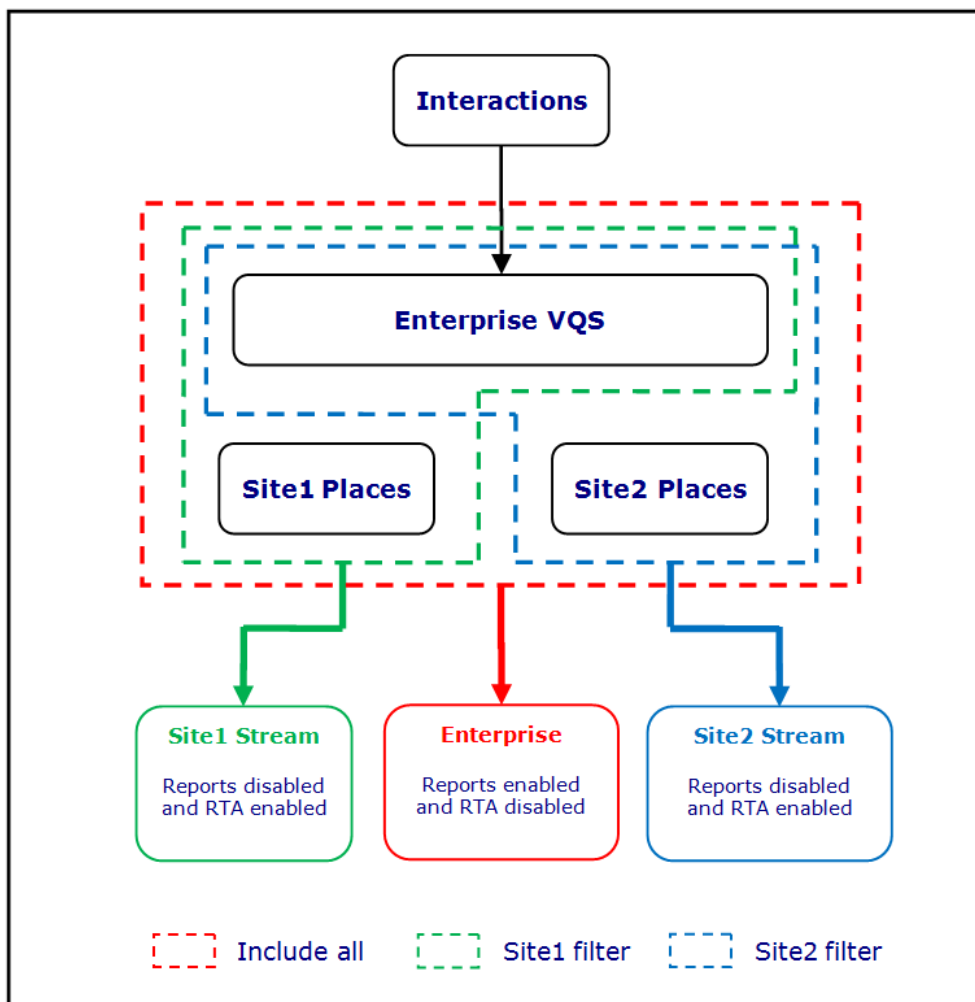 Interactions
Enterprise VQS
Site1 Places
Site2 Places
Site1 Stream
Reports disabled
and RTA enabled
Enterprise
Reports enabled
and RTA disabled
Site2 Stream
Reports disabled
and RTA enabled
Include all
Site1 filter
Site2 filter